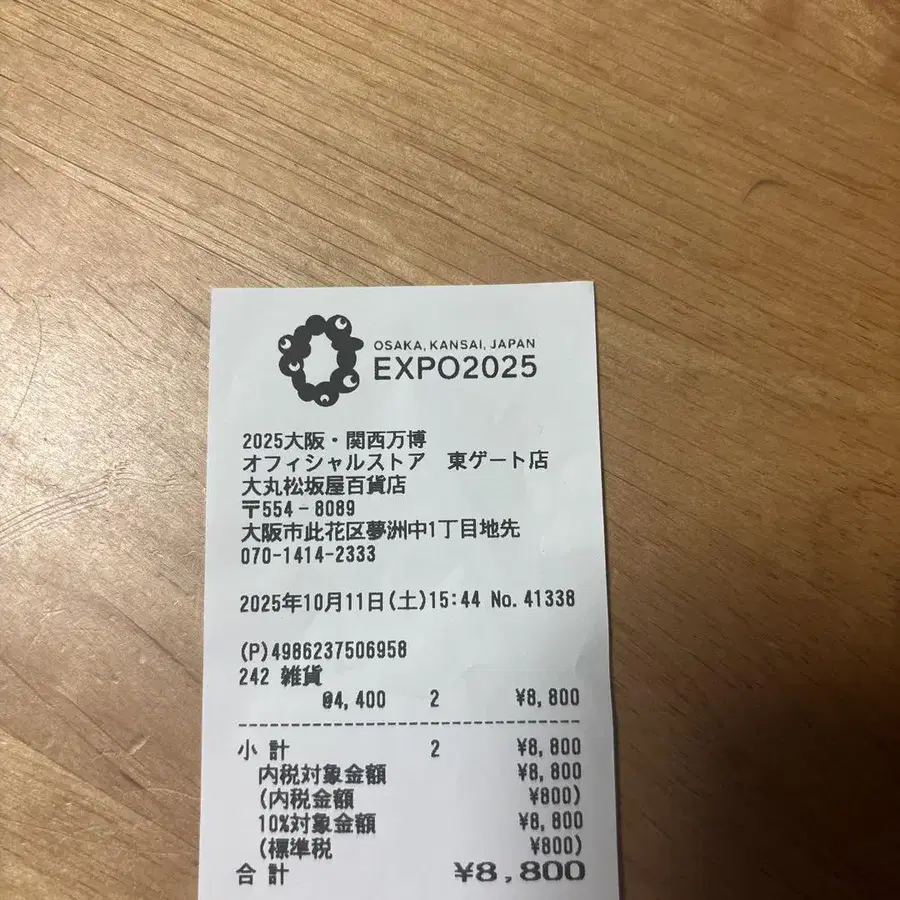 OSAKA, KANSAI, JAPAN
EXPO2025
2025大阪・関西万博
オフィシャルストア 東ゲート店
大丸松坂屋百貨店
〒554-8089
大阪市此花区夢洲中1丁目地先
070-1414-2333
2025年10月11日(土)15:44 No.41338
(P)4986237506958
242 雑貨
@4,400 2 ¥8,800
小計 2 ¥8,800
内税対象金額 ¥8,800
(内税金額 ¥800)
10%対象金額 ¥8,800
(標準税 ¥800)
合計 ¥8,800